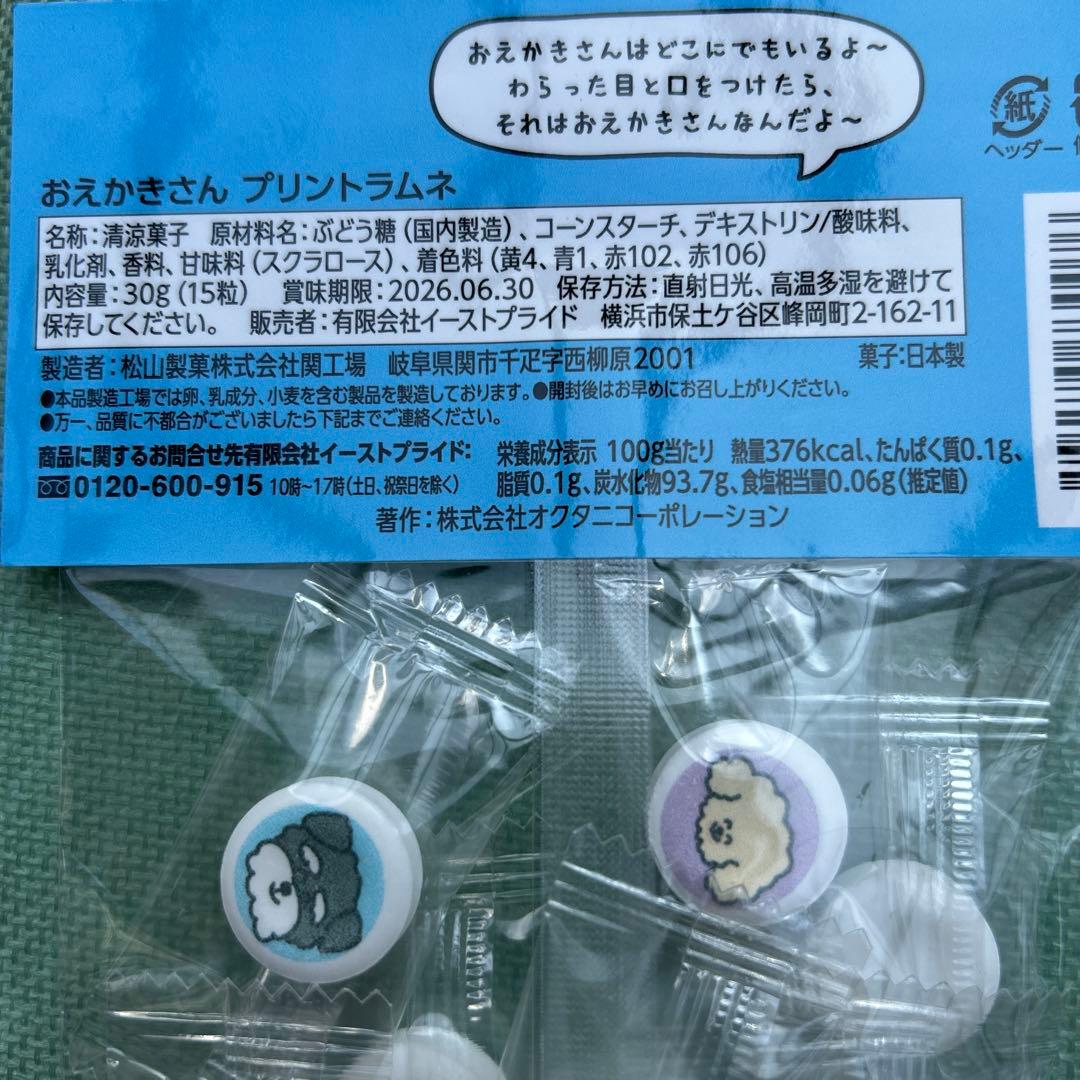 おえかきさんはどこにでもいるよ〜
わらった目と口をつけたら、
それはおえかきさんなんだよ〜
紙
ヘッダー
おえかきさん プリントラムネ
名称:清涼菓子 原材料名:ぶどう糖(国内製造)、コーンスターチ、デキストリン/酸味料、
乳化剤、香料、甘味料(スクラロース)、着色料(黄4、青1、赤102、赤106)
内容量:30g(15粒) 賞味期限:2026.06.30 保存方法:直射日光、高温多湿を避けて
保存してください。 販売者:有限会社イーストプライド 横浜市保土ケ谷区峰岡町2-162-11
製造者:松山製菓株式会社関工場 岐阜県関市千疋字西柳原2001 菓子:日本製
●本品製造工場では卵、乳成分、小麦を含む製品を製造しております。●開封後はお早めにお召し上がりください。
●万一、品質に不都合がございましたら下記までご連絡ください。
商品に関するお問合せ先有限会社イーストプライド:
0120-600-915 10時〜17時(土日、祝祭日を除く)
栄養成分表示 100g当たり 熱量376kcal、たんぱく質0.1g、
脂質0.1g、炭水化物93.7g、食塩相当量0.06g(推定値)
著作:株式会社オクタニコーポレーション